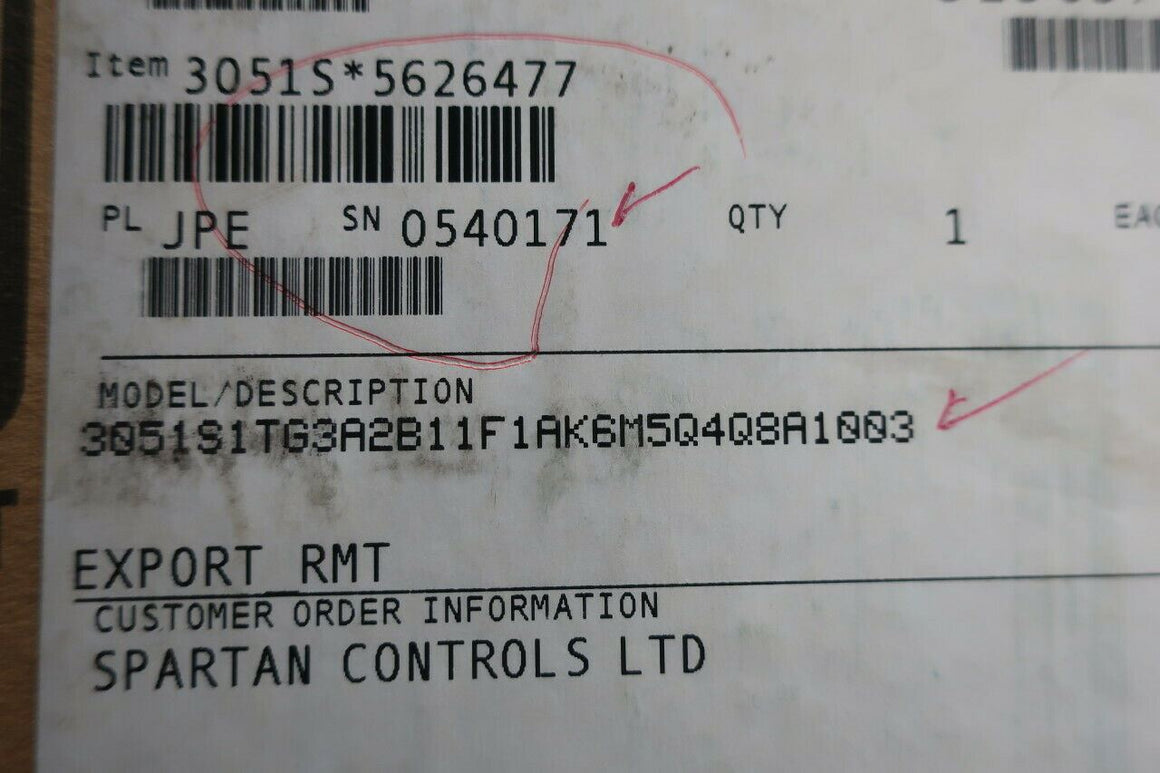 Item 3051S*5626477
PL JPE SN 0540171 QTY 1
MODEL/DESCRIPTION
3051S1TG3A2B11F1AK6M5Q4Q8A1003
EXPORT RMT
CUSTOMER ORDER INFORMATION
SPARTAN CONTROLS LTD